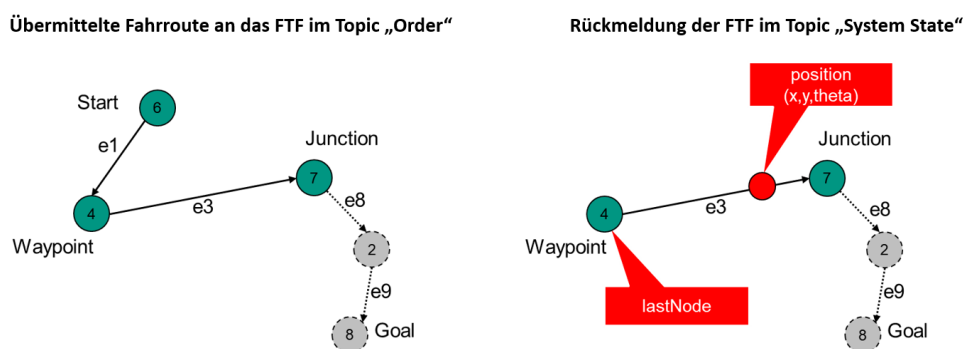 Übermittelte Fahrroute an das FTF im Topic „Order“
Start
6
e1
Junction
7
4
e3
e8
Waypoint
2
e9
8
Goal
Rückmeldung der FTF im Topic „System State“
position
(x,y,theta)
Junction
7
4
e3
e8
Waypoint
2
lastNode
e9
8
Goal